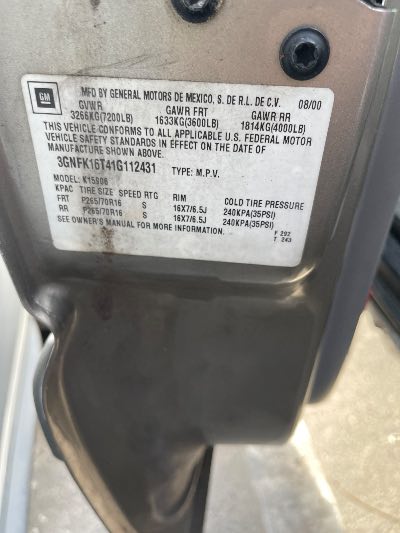 GM
MFD BY GENERAL MOTORS DE MEXICO, S. DE R.L. DE C.V. 08/00
GVWR GAWR FRT GAWR RR
3266KG(7200LB) 1633KG(3600LB) 1814KG(4000LB)
THIS VEHICLE CONFORMS TO ALL APPLICABLE U.S. FEDERAL MOTOR
VEHICLE SAFETY STANDARDS IN EFFECT ON THE DATE OF
MANUFACTURE SHOWN ABOVE.
3GNFK16T41G112431 TYPE: M.P.V.
MODEL: K15906
KPAC TIRE SIZE SPEED RTG RIM COLD TIRE PRESSURE
FRT P265/70R16 S 16X7/6.5J 240KPA(35PSI)
RR P265/70R16 S 16X7/6.5J 240KPA(35PSI)
SEE OWNER'S MANUAL FOR MORE INFORMATION.
F 292
T 243